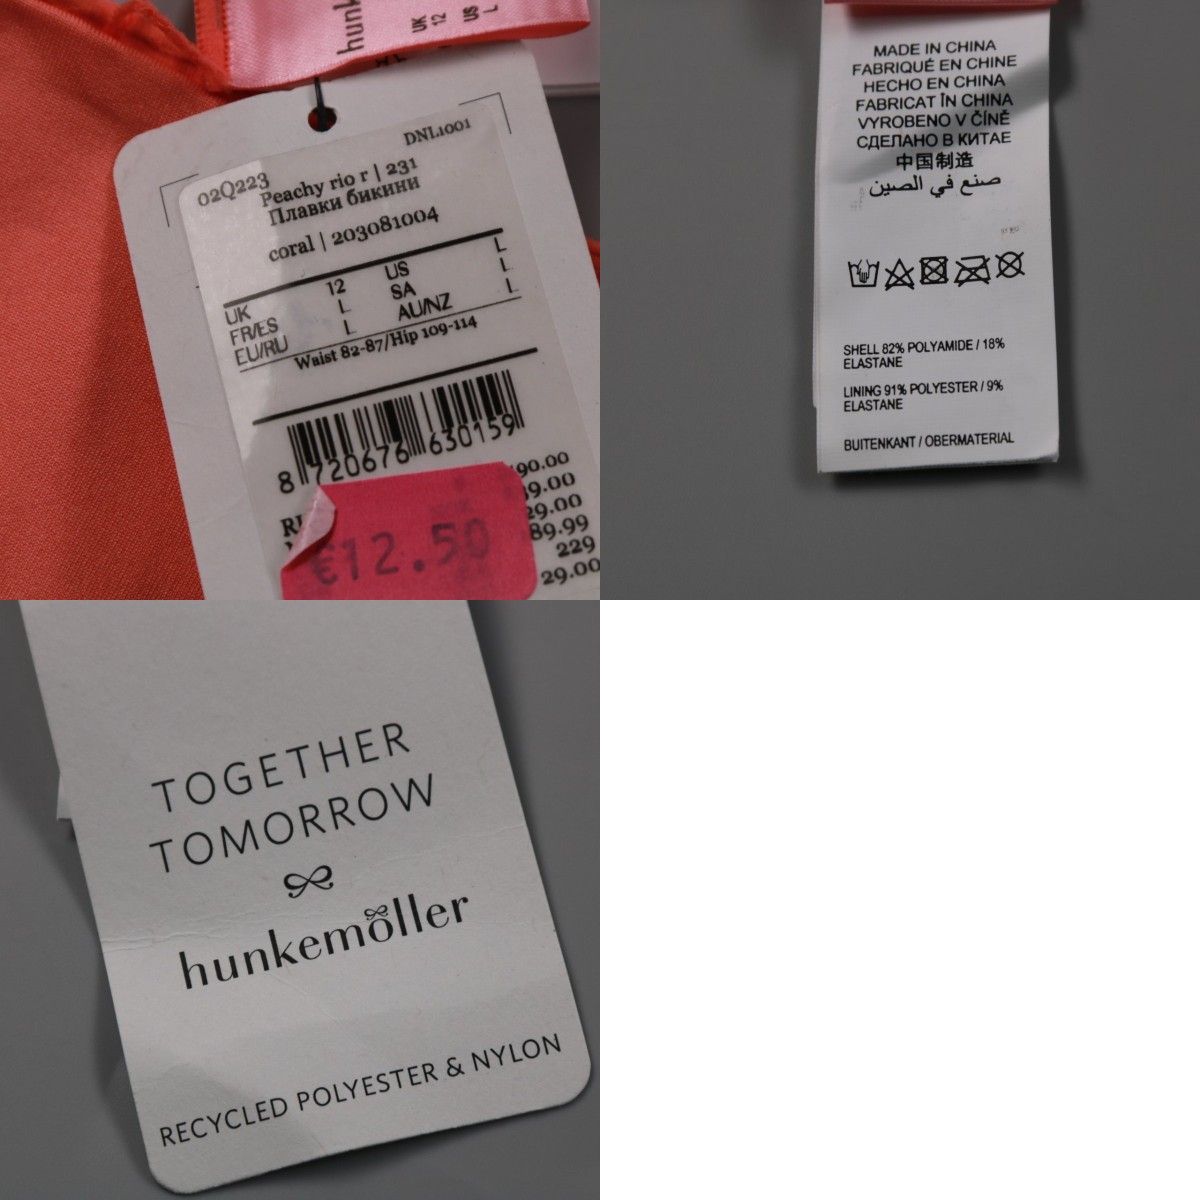 hunk
UK 12
US L
DNL1001
02Q223
Peachy rio r | 231
Плавки бикини
coral | 203081004
UK 12 US L
FR/ES L SA L
EU/RU L AU/NZ L
Waist 82-87/Hip 109-114
8 720676 630159
€12.50
90.00
9.00
29.00
89.99
229
29.00
MADE IN CHINA
FABRIQUÉ EN CHINE
HECHO EN CHINA
FABRICAT ÎN CHINA
VYROBENO V ČÍNĚ
СДЕЛАНО В КИТАЕ
中国制造
صنع في الصين
SHELL 82% POLYAMIDE / 18%
ELASTANE
LINING 91% POLYESTER / 9%
ELASTANE
BUITENKANT / OBERMATERIAL
TOGETHER
TOMORROW
hunkemöller
RECYCLED POLYESTER & NYLON